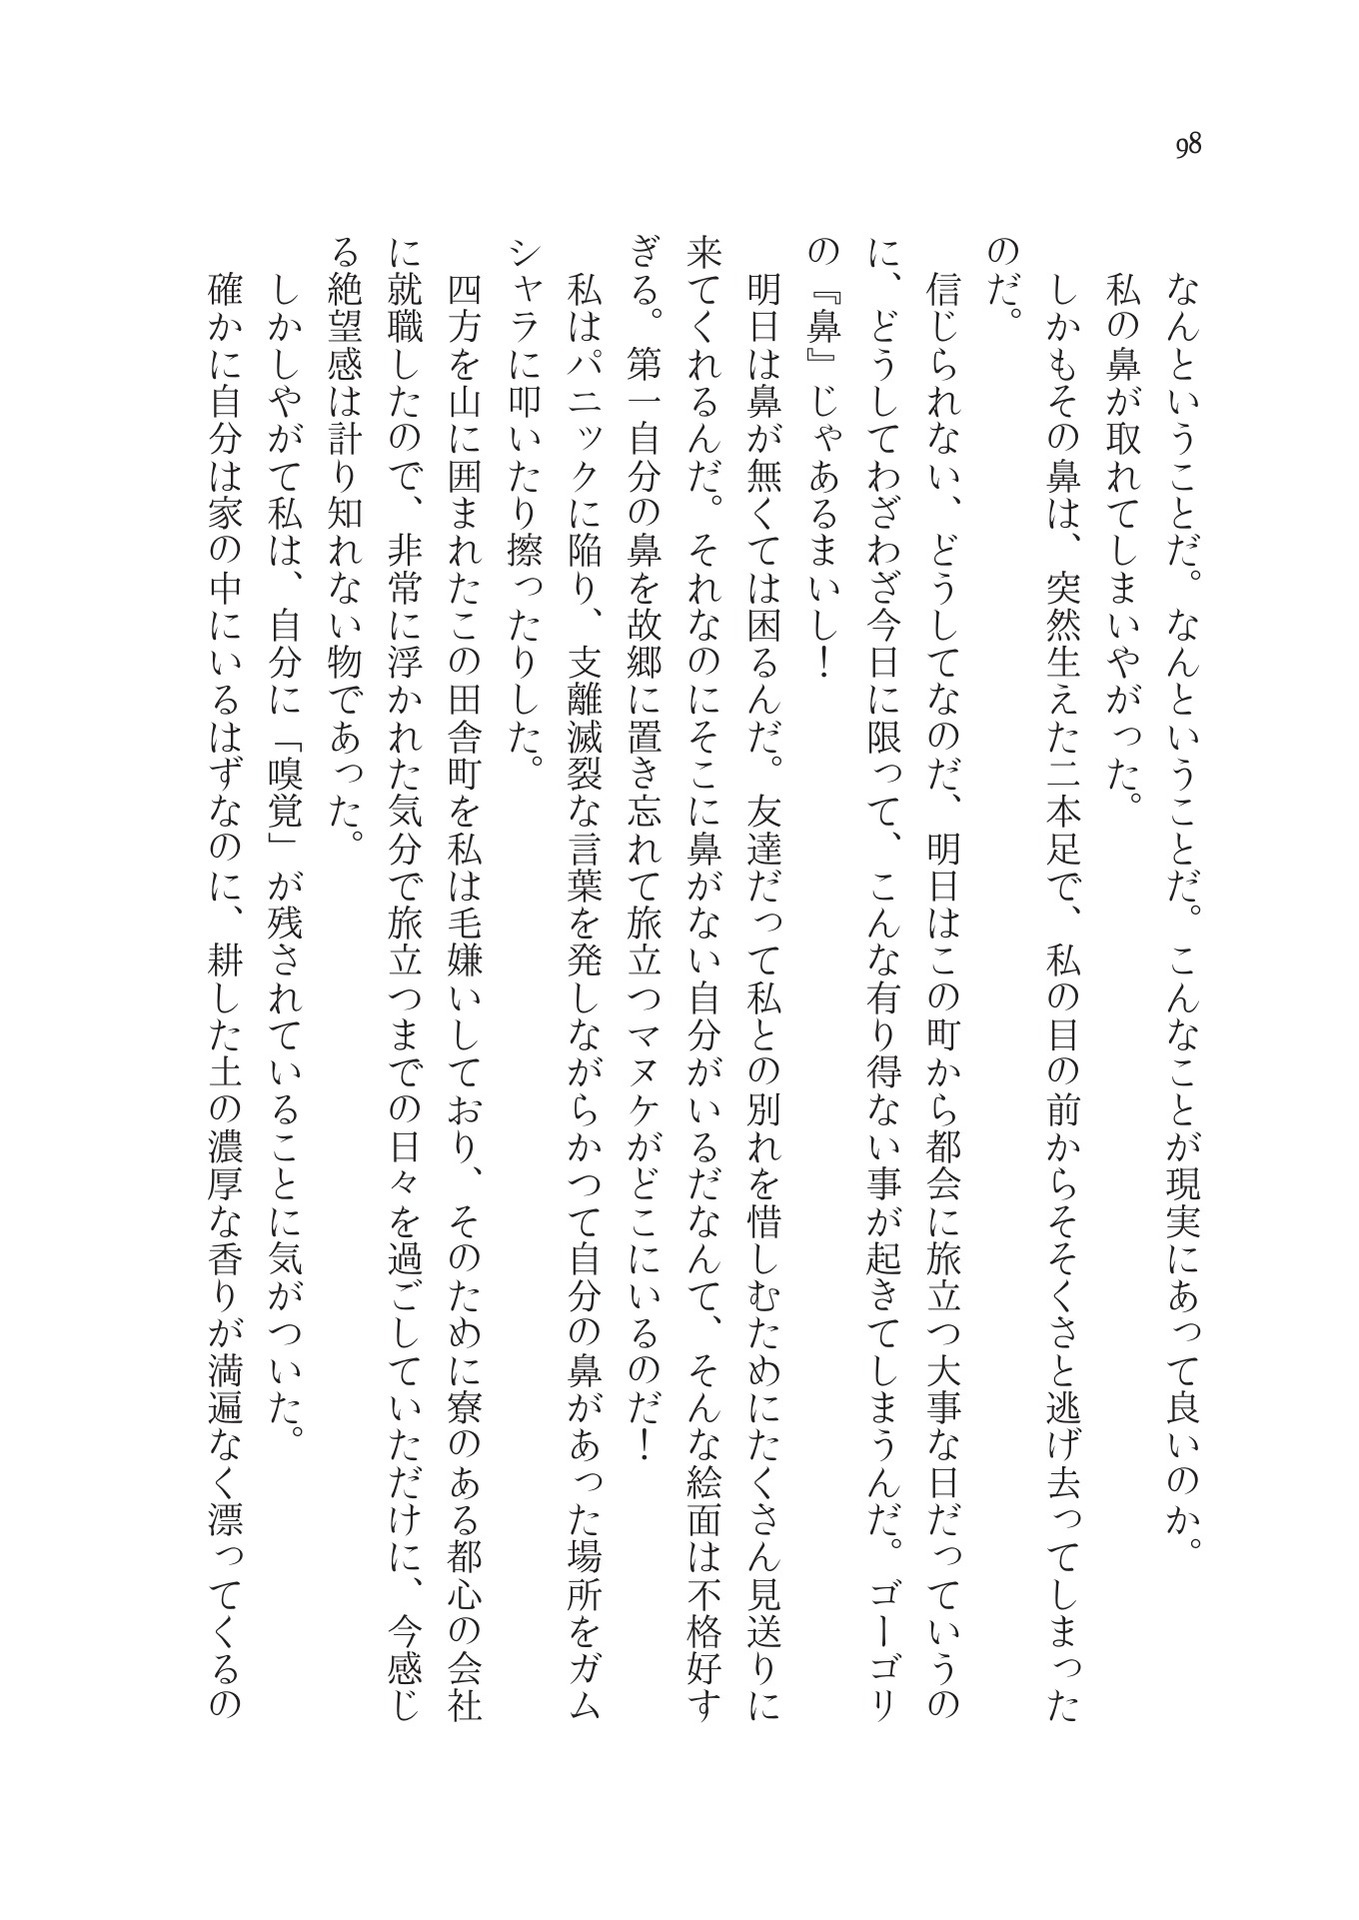 98
　なんということだ。なんということだ。こんなことが現実にあって良いのか。
　私の鼻が取れてしまいやがった。
　しかもその鼻は、突然生えた二本足で、私の目の前からそそくさと逃げ去ってしまった
のだ。
　信じられない、どうしてなのだ、明日はこの町から都会に旅立つ大事な日だっていうの
に、どうしてわざわざ今日に限って、こんな有り得ない事が起きてしまうんだ。ゴーゴリ
の『鼻』じゃあるまいし！
　明日は鼻が無くては困るんだ。友達だって私との別れを惜しむためにたくさん見送りに
来てくれるんだ。それなのにそこに鼻がない自分がいるだなんて、そんな絵面は不格好す
ぎる。第一自分の鼻を故郷に置き忘れて旅立つマヌケがどこにいるのだ！
　私はパニックに陥り、支離滅裂な言葉を発しながらかつて自分の鼻があった場所をガム
シャラに叩いたり擦ったりした。
　四方を山に囲まれたこの田舎町を私は毛嫌いしており、そのために寮のある都心の会社
に就職したので、非常に浮かれた気分で旅立つまでの日々を過ごしていただけに、今感じ
る絶望感は計り知れない物であった。
　しかしやがて私は、自分に「嗅覚」が残されていることに気がついた。
　確かに自分は家の中にいるはずなのに、耕した土の濃厚な香りが満遍なく漂ってくるの